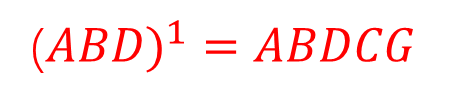 (ABD)¹ = ABDCG